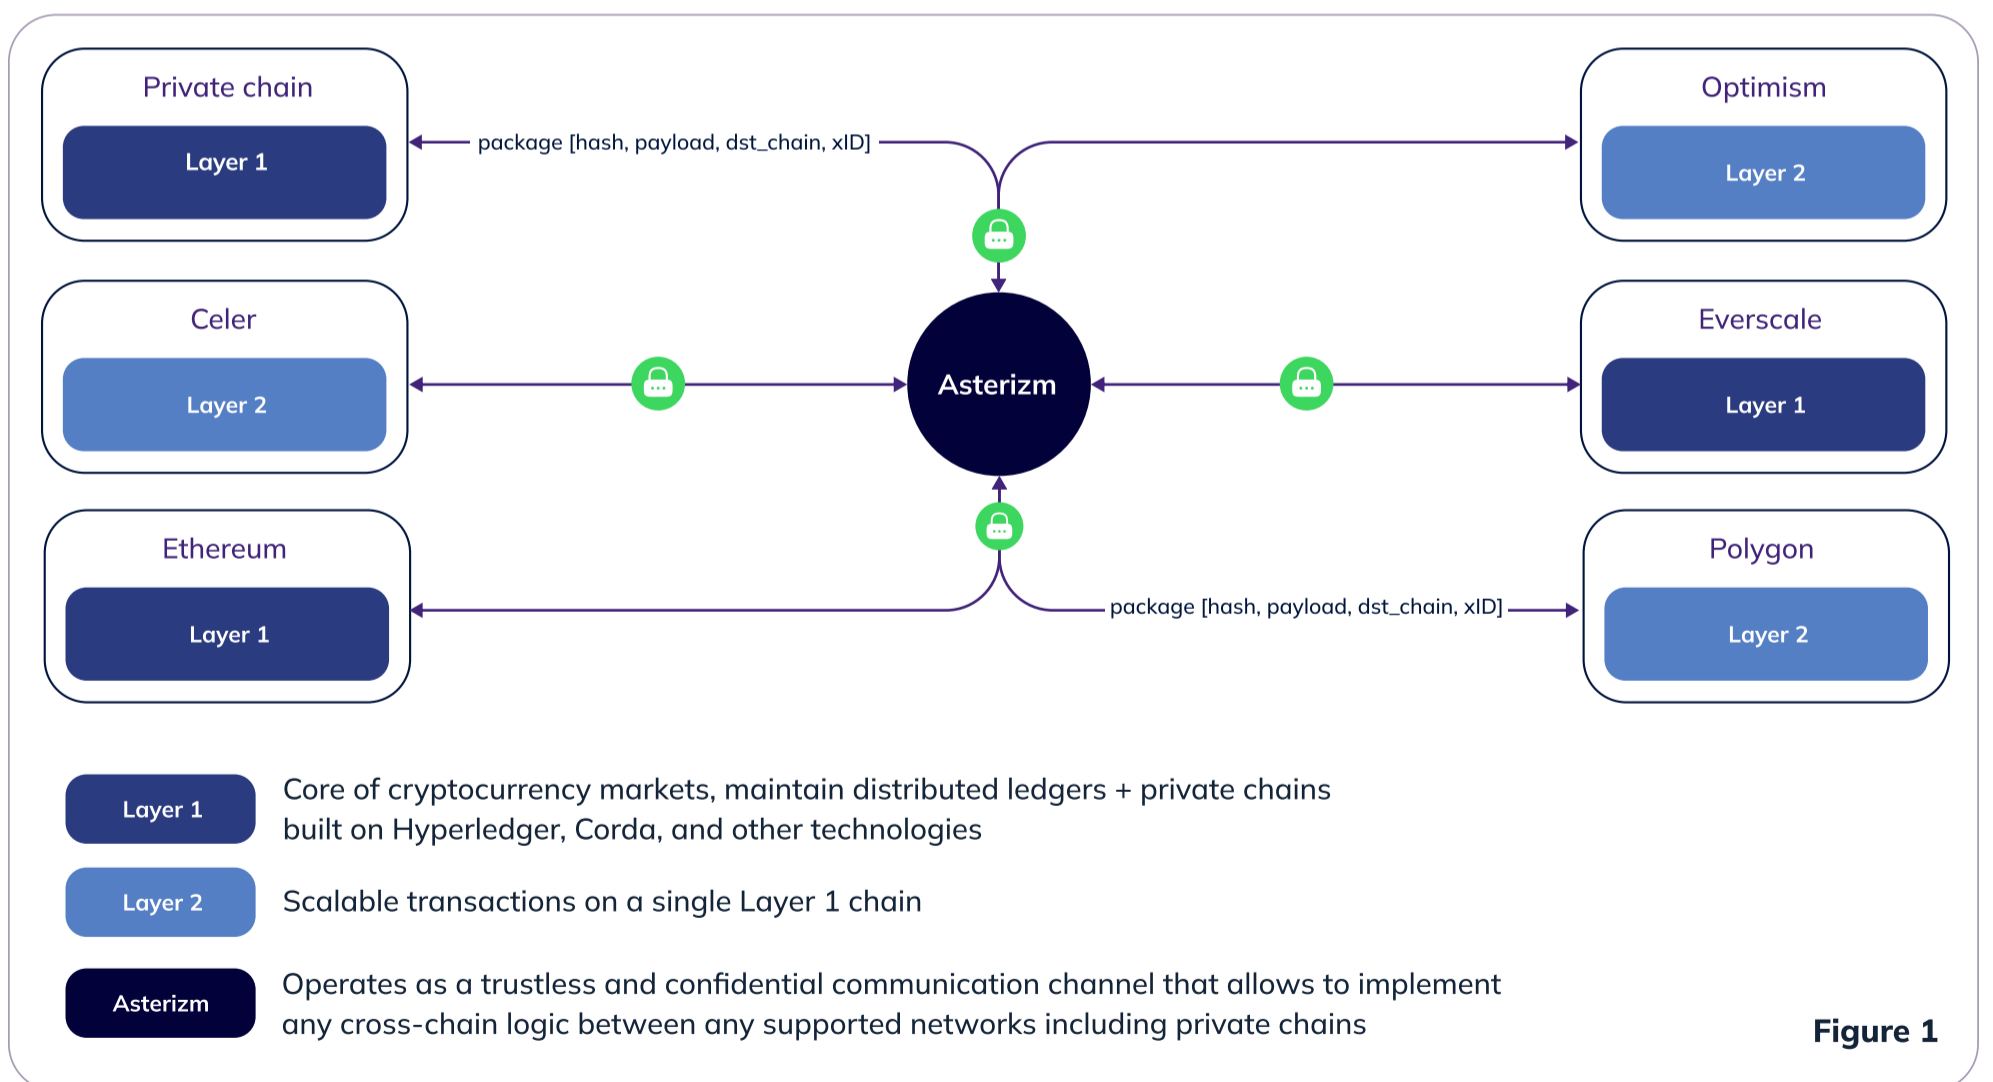 Private chain
Layer 1
package [hash, payload, dst_chain, xID]
Optimism
Layer 2
Celer
Layer 2
Asterizm
Everscale
Layer 1
Ethereum
Layer 1
package [hash, payload, dst_chain, xID]
Polygon
Layer 2
Layer 1
Core of cryptocurrency markets, maintain distributed ledgers + private chains
built on Hyperledger, Corda, and other technologies
Layer 2
Scalable transactions on a single Layer 1 chain
Asterizm
Operates as a trustless and confidential communication channel that allows to implement
any cross-chain logic between any supported networks including private chains
Figure 1